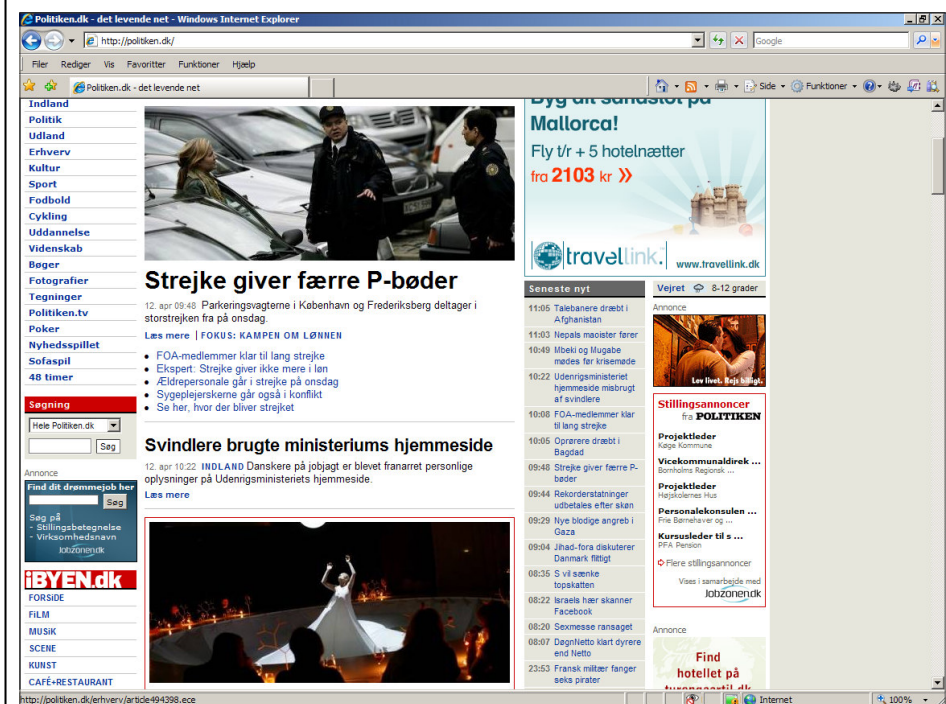 Politiken.dk - det levende net - Windows Internet Explorer
http://politiken.dk/
Google
Filer Rediger Vis Favoritter Funktioner Hjælp
Politiken.dk - det levende net
Side Funktioner
Indland
Politik
Udland
Erhverv
Kultur
Sport
Fodbold
Cykling
Uddannelse
Videnskab
Bøger
Fotografier
Tegninger
Politiken.tv
Poker
Nyhedsspillet
Sofaspil
48 timer
Søgning
Hele Politiken.dk
Søg
Annonce
Find dit drømmejob her
Søg
Søg på
- Stillingsbetegnelse
- Virksomhedsnavn
Jobzonen.dk
iBYEN.dk
FORSiDE
FiLM
MUSiK
SCENE
KUNST
CAFÉ+RESTAURANT
Strejke giver færre P-bøder
12. apr 09:48 Parkeringsvagterne i København og Frederiksberg deltager i
storstrejken fra på onsdag.
Læs mere | FOKUS: KAMPEN OM LØNNEN
FOA-medlemmer klar til lang strejke
Ekspert: Strejke giver ikke mere i løn
Ældrepersonale går i strejke på onsdag
Sygeplejerskerne går også i konflikt
Se her, hvor der bliver strejket
Svindlere brugte ministeriums hjemmeside
12. apr 10:22 INDLAND Danskere på jobjagt er blevet franarret personlige
oplysninger på Udenrigsministeriets hjemmeside.
Læs mere
Byg dit sandslot på
Mallorca!
Fly t/r + 5 hotelnætter
fra 2103 kr »
travellink.
www.travellink.dk
Seneste nyt
11:05 Talebanere dræbt i
Afghanistan
11:03 Nepals maoister fører
10:49 Mbeki og Mugabe
mødes før krisemøde
10:22 Udenrigsministeriet
hjemmeside misbrugt
af svindlere
10:08 FOA-medlemmer klar
til lang strejke
10:05 Oprørere dræbt i
Bagdad
09:48 Strejke giver færre P-
bøder
09:44 Rekorderstatninger
udbetales efter skøn
09:29 Nye blodige angreb i
Gaza
09:04 Jihad-fora diskuterer
Danmark flittigt
08:35 S vil sænke
topskatten
08:22 Israels hær skanner
Facebook
08:20 Sexmesse ransaget
08:07 DøgnNetto klart dyrere
end Netto
23:53 Fransk militær fanger
seks pirater
Vejret 8-12 grader
Annonce
Lev livet. Rejs billigt.
Stillingsannoncer
fra POLITIKEN
Projektleder
Køge Kommune
Vicekommunaldirek ...
Bornholms Regionsk ...
Projektleder
Højskolernes Hus
Personalekonsulen ...
Frie Børnehaver og ...
Kursusleder til s ...
PFA Pension
Flere stillingsannoncer
Vises i samarbejde med
Jobzonen.dk
Annonce
Find
hotellet på
http://politiken.dk/erhverv/article494398.ece
Internet
100%